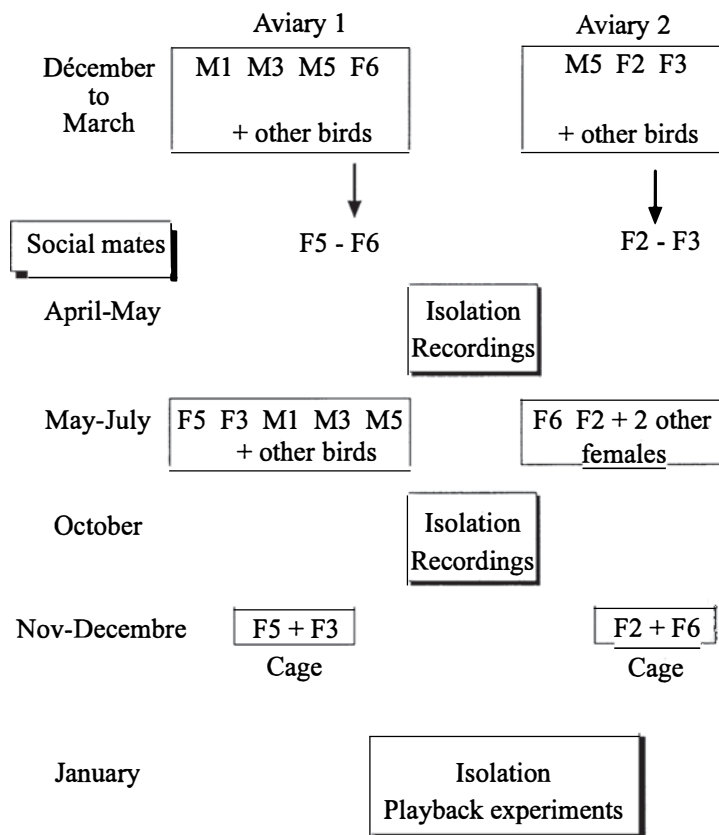 Aviary 1
Aviary 2
Décember
to
March
M1 M3 M5 F6
+ other birds
M5 F2 F3
+ other birds
Social mates
F5 - F6
F2 - F3
April-May
Isolation
Recordings
May-July
F5 F3 M1 M3 M5
+ other birds
F6 F2 + 2 other
females
October
Isolation
Recordings
Nov-Decembre
F5 + F3
Cage
F2 + F6
Cage
January
Isolation
Playback experiments